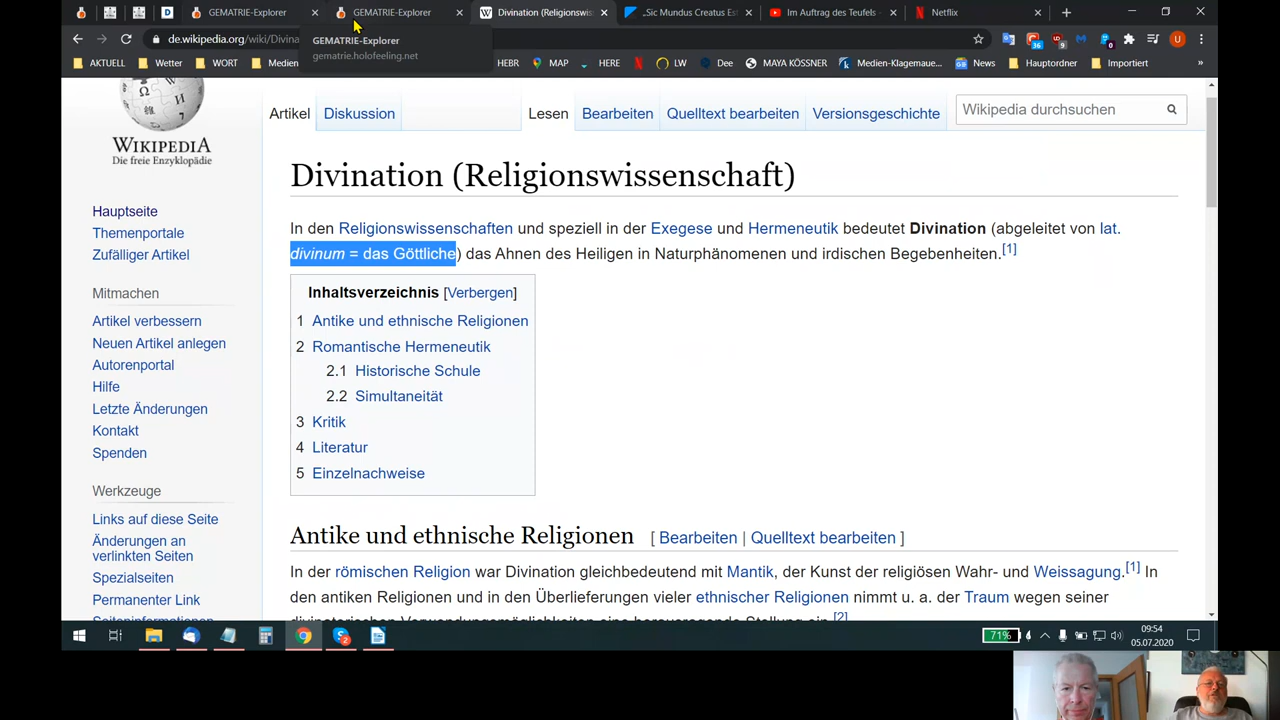 GEMATRIE-Explorer
GEMATRIE-Explorer
Divination (Religionswis
„Sic Mundus Creatus Es
Im Auftrag des Teufels -
Netflix
de.wikipedia.org/wiki/Divina
GEMATRIE-Explorer
gematrie.holofeeling.net
AKTUELL
Wetter
WORT
Medien
HEBR
MAP
HERE
LW
Dee
MAYA KÖSSNER
Medien-Klagemaue...
News
Hauptordner
Importiert
»
WIKIPEDIA
Die freie Enzyklopädie
Artikel
Diskussion
Lesen
Bearbeiten
Quelltext bearbeiten
Versionsgeschichte
Wikipedia durchsuchen
Hauptseite
Themenportale
Zufälliger Artikel
Mitmachen
Artikel verbessern
Neuen Artikel anlegen
Autorenportal
Hilfe
Letzte Änderungen
Kontakt
Spenden
Werkzeuge
Links auf diese Seite
Änderungen an
verlinkten Seiten
Spezialseiten
Permanenter Link
Divination (Religionswissenschaft)
In den Religionswissenschaften und speziell in der Exegese und Hermeneutik bedeutet Divination (abgeleitet von lat.
divinum = das Göttliche) das Ahnen des Heiligen in Naturphänomenen und irdischen Begebenheiten.[1]
Inhaltsverzeichnis [Verbergen]
1 Antike und ethnische Religionen
2 Romantische Hermeneutik
2.1 Historische Schule
2.2 Simultaneität
3 Kritik
4 Literatur
5 Einzelnachweise
Antike und ethnische Religionen [ Bearbeiten | Quelltext bearbeiten ]
In der römischen Religion war Divination gleichbedeutend mit Mantik, der Kunst der religiösen Wahr- und Weissagung.[1] In
den antiken Religionen und in den Überlieferungen vieler ethnischer Religionen nimmt u. a. der Traum wegen seiner
71%
09:54
05.07.2020